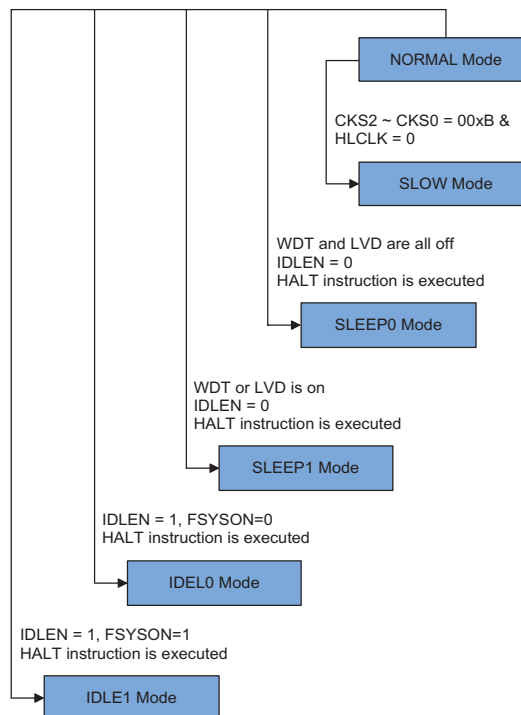 NORMAL Mode
CKS2 ~ CKS0 = 00xB &
HLCLK = 0
SLOW Mode
WDT and LVD are all off
IDLEN = 0
HALT instruction is executed
SLEEP0 Mode
WDT or LVD is on
IDLEN = 0
HALT instruction is executed
SLEEP1 Mode
IDLEN = 1, FSYSON=0
HALT instruction is executed
IDEL0 Mode
IDLEN = 1, FSYSON=1
HALT instruction is executed
IDLE1 Mode